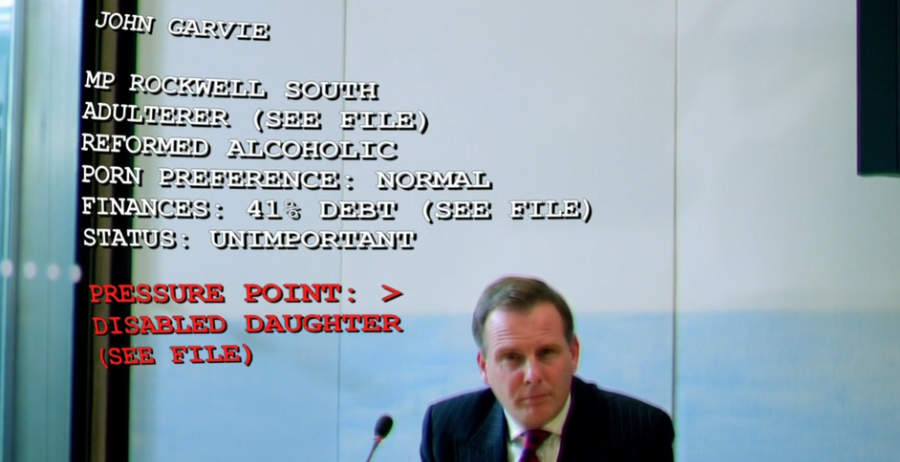 JOHN GARVIE
MP ROCKWELL SOUTH
ADULTERER (SEE FILE)
REFORMED ALCOHOLIC
PORN PREFERENCE: NORMAL
FINANCES: 41% DEBT (SEE FILE)
STATUS: UNIMPORTANT
PRESSURE POINT: >
DISABLED DAUGHTER
(SEE FILE)